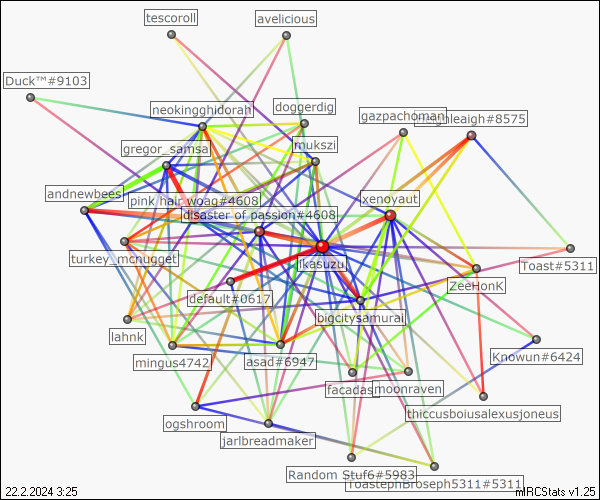 tescoroll
avelicious
Duck™#9103
neokingghidorah
doggerdig
gazpachoman
#8575
gregor_samsa
mukszi
andnewbees
pink hair woag#4608
xenoyaut
disaster of passion#4608
turkey_mcnugget
ikasuzu
Toast#5311
ZeeHonk
default#0617
bigcitysamurai
lahnk
Knowun#6424
mingus4742
asad#6947
facadas
moonraven
thiccusboiusalexusjoneus
ogshroom
jarlbreadmaker
Random Stuf6#5983
ToastephBroseph5311#5311
22.2.2024 3:25
mIRCStats v1.25